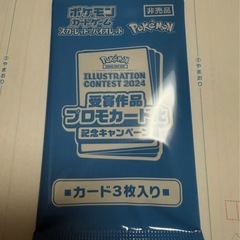 ポケモン
カードゲーム
スカーレット&バイオレット
非売品
Pokémon
Pokémon
ILLUSTRATION
CONTEST 2024
受賞作品
プロモカード
記念キャンペーン
■カード3枚入り■